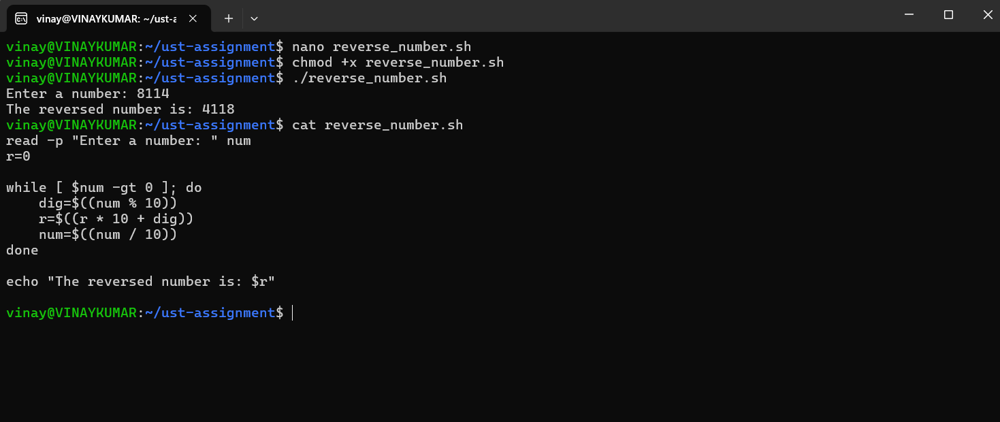 vinay@VINAYKUMAR: ~/ust-a
vinay@VINAYKUMAR:~/ust-assignment$ nano reverse_number.sh
vinay@VINAYKUMAR:~/ust-assignment$ chmod +x reverse_number.sh
vinay@VINAYKUMAR:~/ust-assignment$ ./reverse_number.sh
Enter a number: 8114
The reversed number is: 4118
vinay@VINAYKUMAR:~/ust-assignment$ cat reverse_number.sh
read -p "Enter a number: " num
r=0

while [ $num -gt 0 ]; do
    dig=$((num % 10))
    r=$((r * 10 + dig))
    num=$((num / 10))
done

echo "The reversed number is: $r"

vinay@VINAYKUMAR:~/ust-assignment$